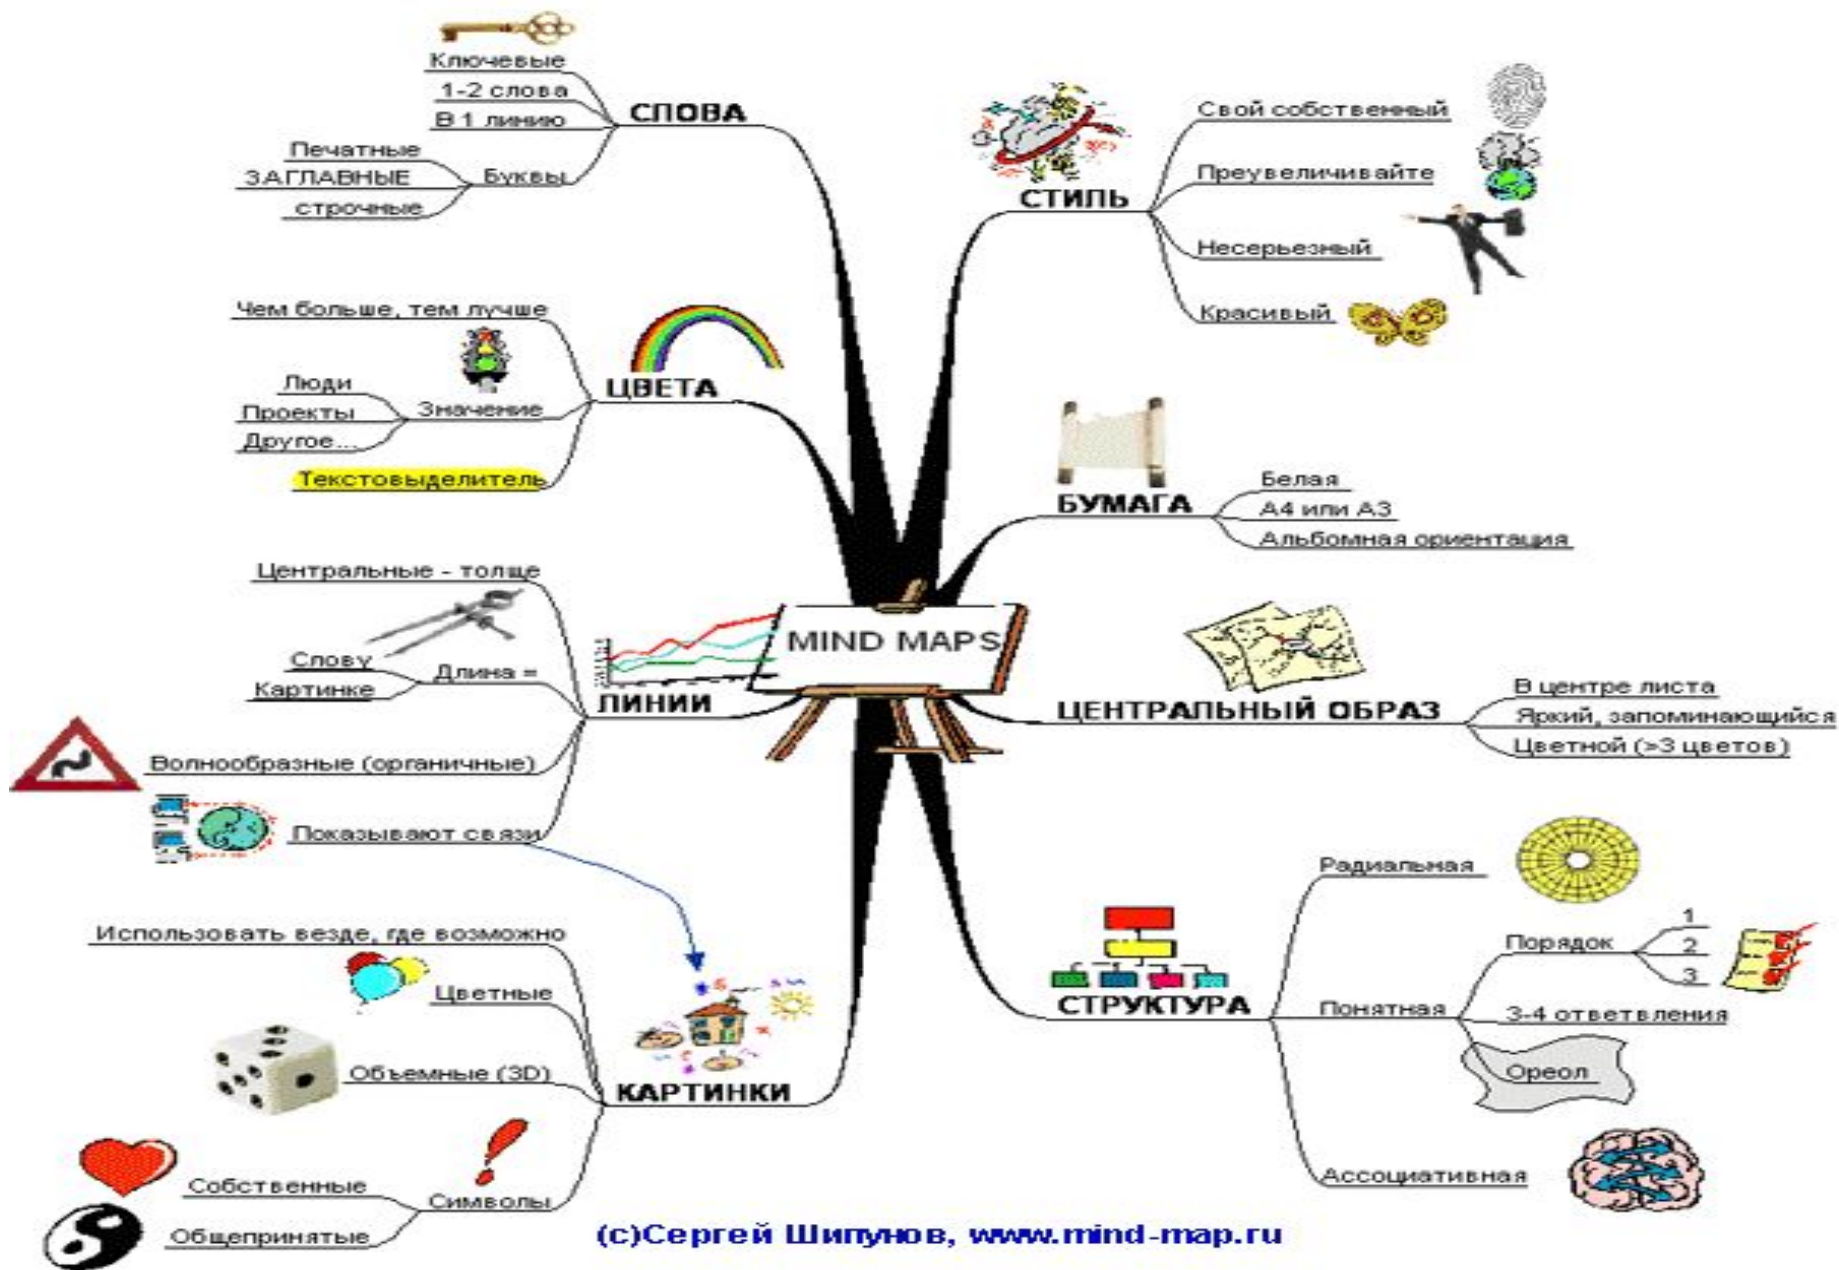 Ключевые
1-2 слова
В 1 линию
СЛОВА
Печатные
ЗАГЛАВНЫЕ
строчные
Буквы
Чем больше, тем лучше
ЦВЕТА
Люди
Проекты
Другое...
Значение
Текстовыделитель
Центральные - толще
Слову
Картинке
Длина =
ЛИНИИ
Волнообразные (органичные)
Показывают связи
Использовать везде, где возможно
Цветные
Объемные (3D)
КАРТИНКИ
Собственные
Общепринятые
Символы
MIND MAPS
СТИЛЬ
Свой собственный
Преувеличивайте
Несерьезный
Красивый
БУМАГА
Белая
А4 или А3
Альбомная ориентация
ЦЕНТРАЛЬНЫЙ ОБРАЗ
В центре листа
Яркий, запоминающийся
Цветной (>3 цветов)
СТРУКТУРА
Радиальная
Понятная
Порядок
1
2
3
3-4 ответвления
Ореол
Ассоциативная
(c)Сергей Шипунов, www.mind-map.ru